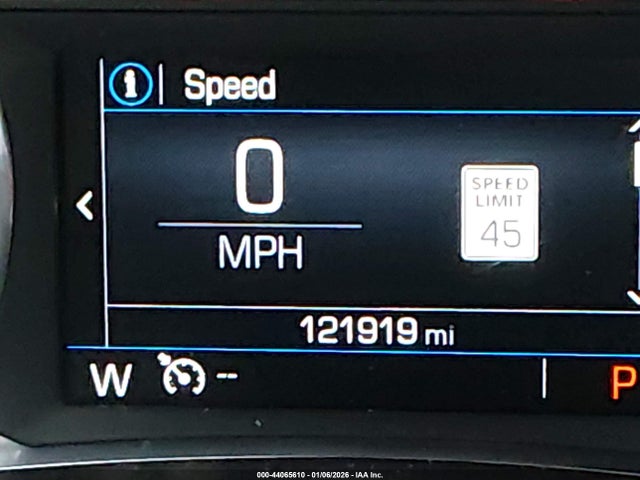 i Speed
0
MPH
SPEED
LIMIT
45
121919 mi
W -- P
000-44065610 - 01/06/2026 - IAA Inc.